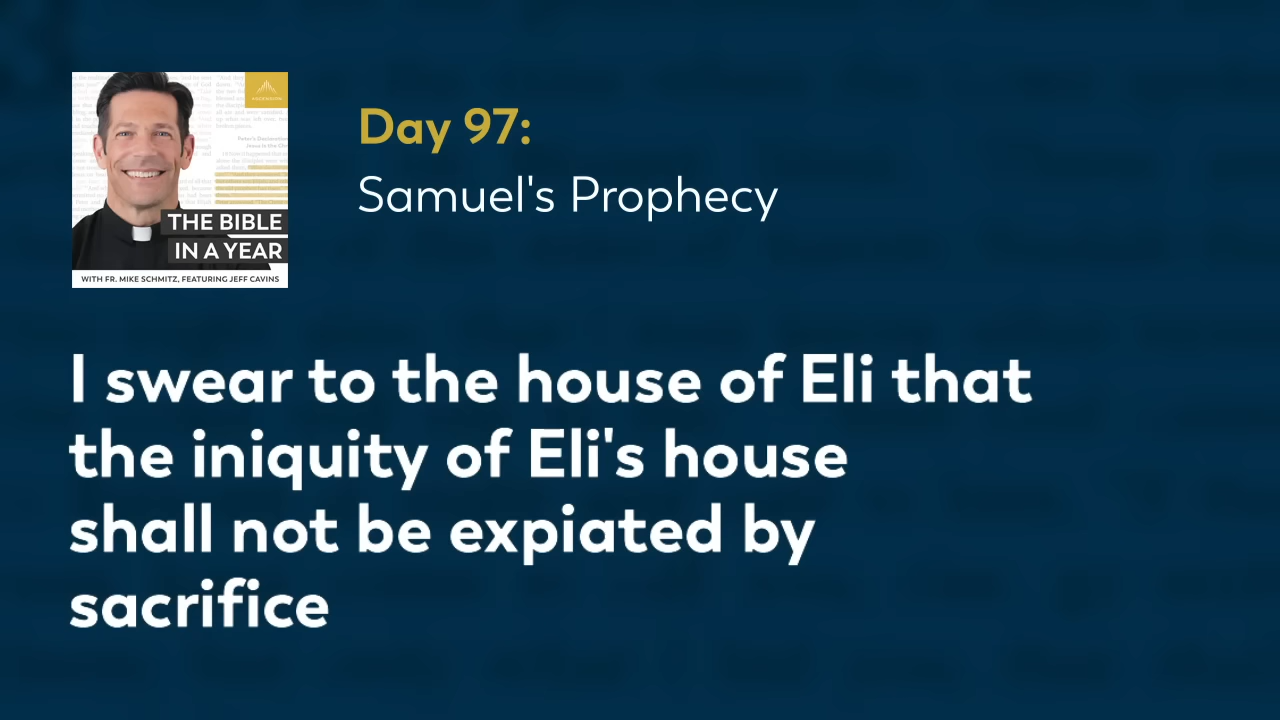 Day 97:
Samuel's Prophecy
ASCENSION
THE BIBLE
IN A YEAR
WITH FR. MIKE SCHMITZ, FEATURING JEFF CAVINS
I swear to the house of Eli that
the iniquity of Eli's house
shall not be expiated by
sacrifice